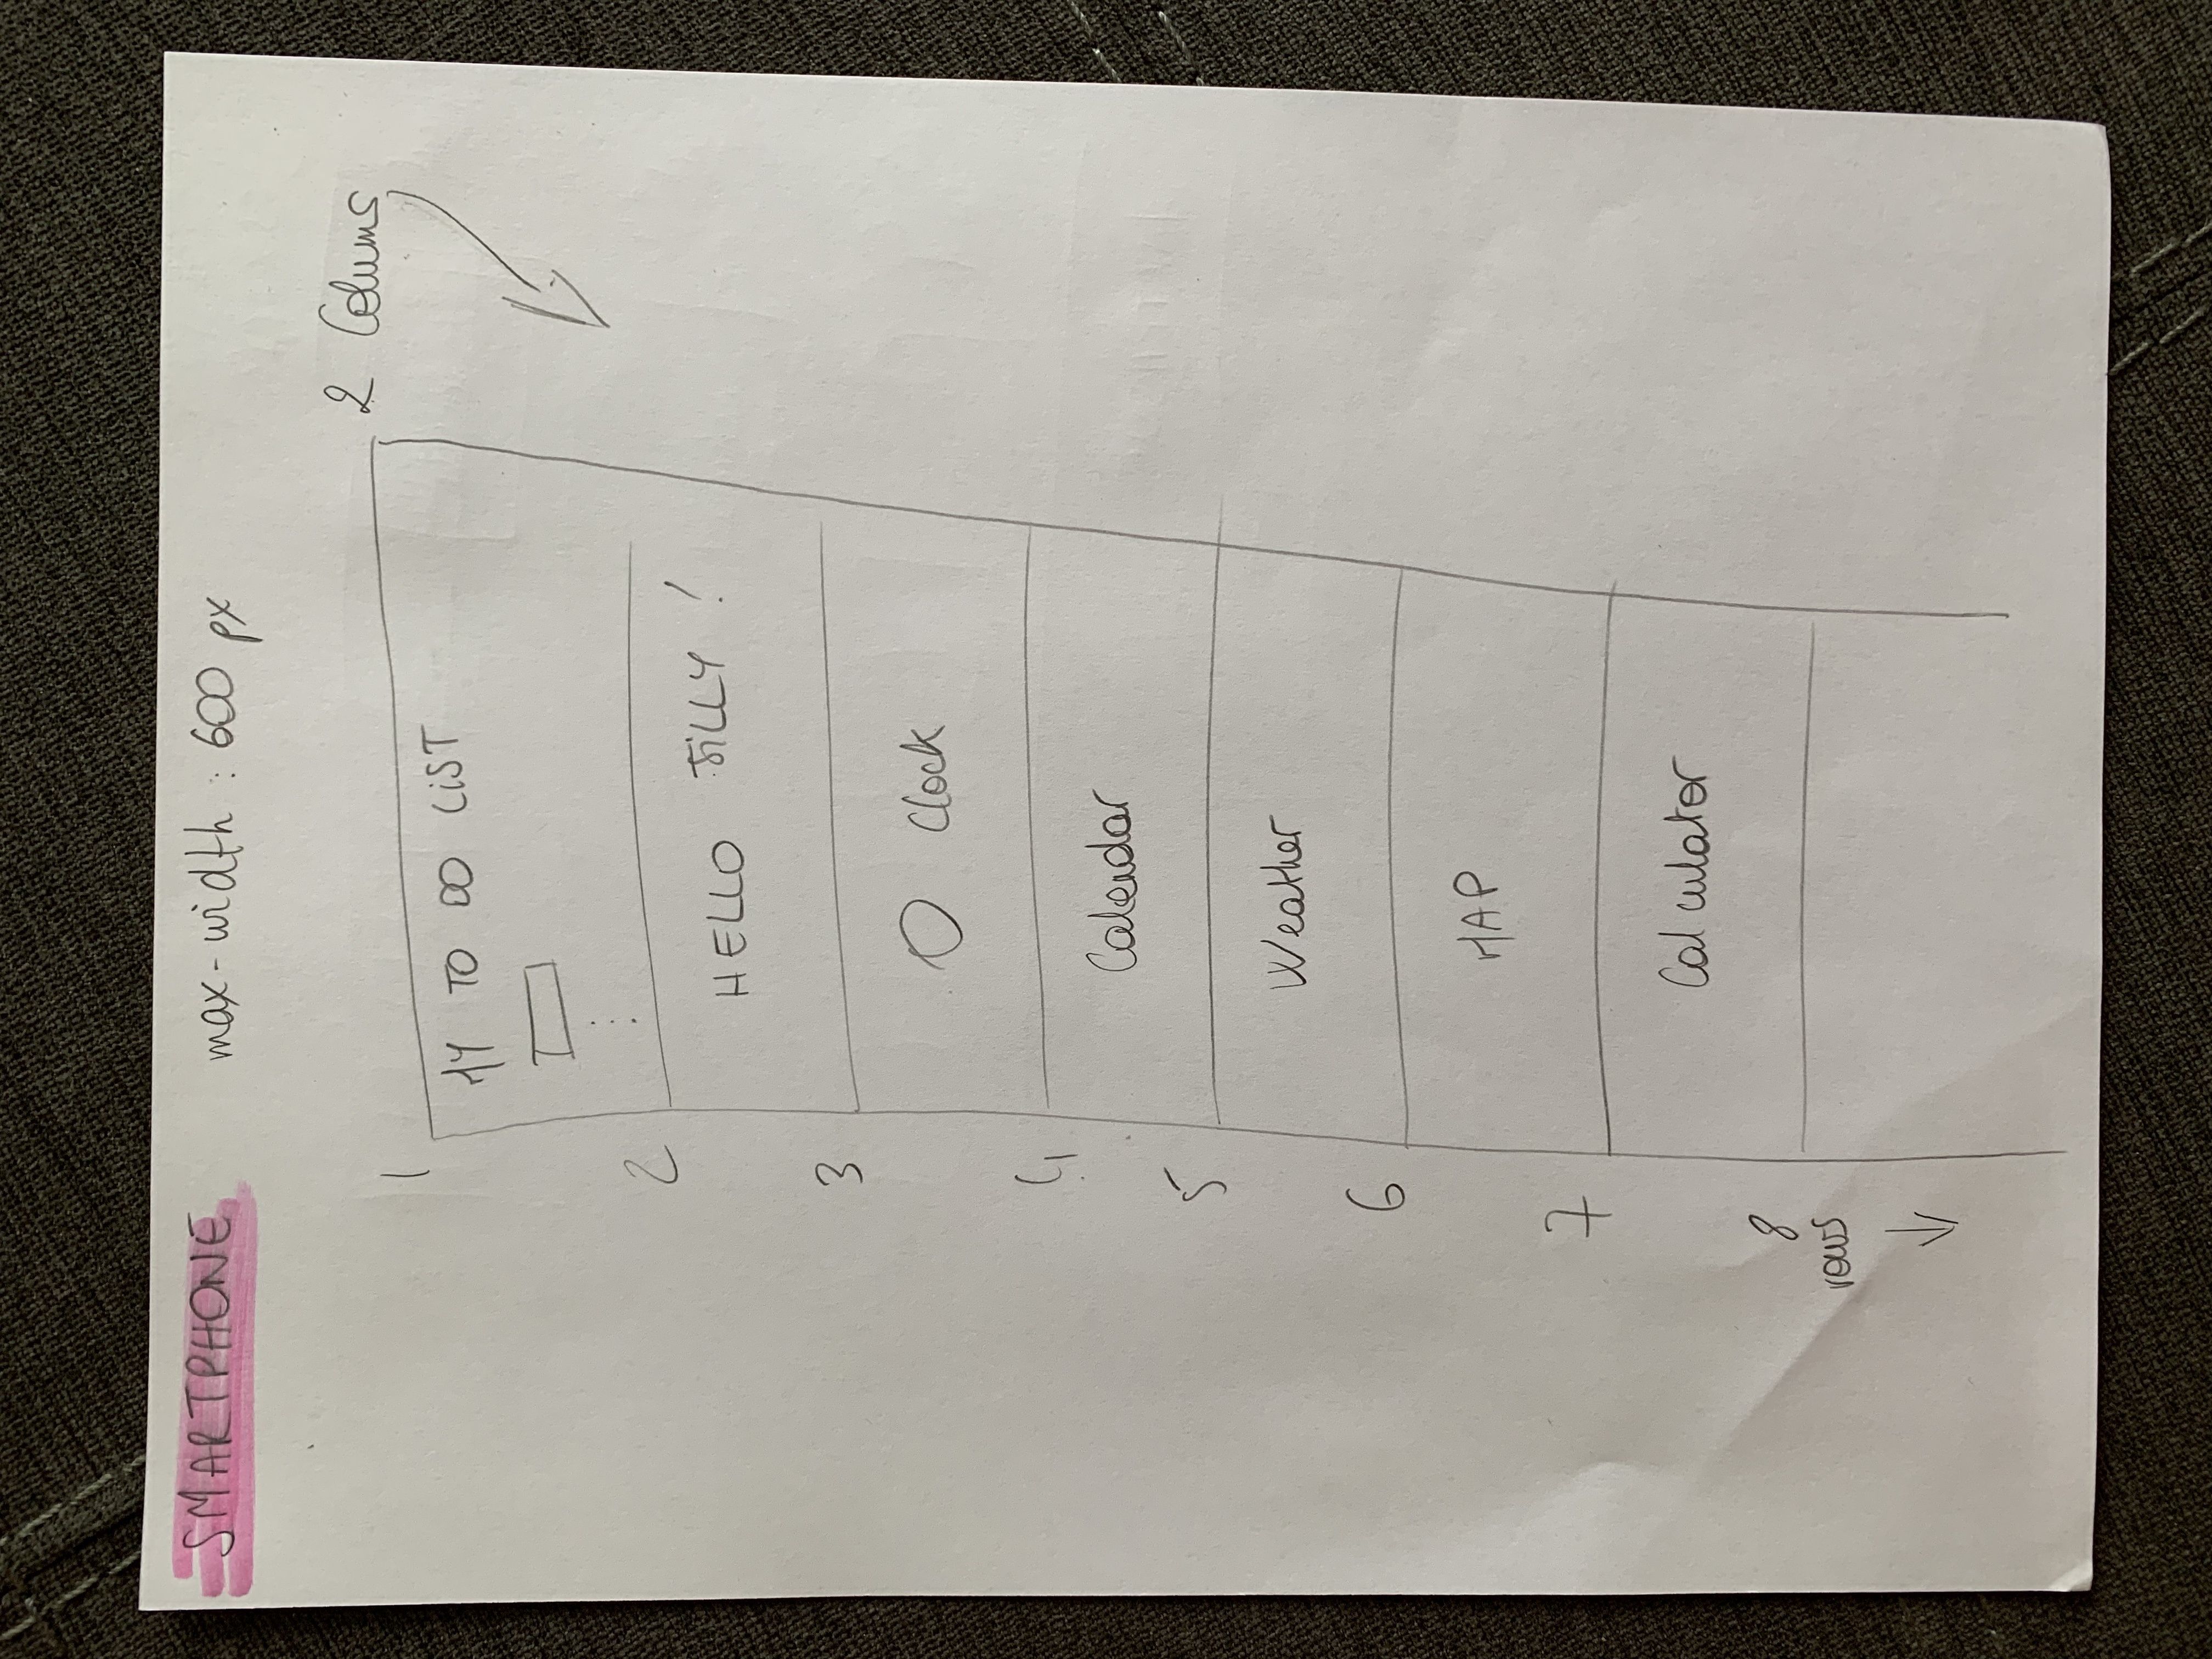 SMARTPHONE max-width : 600 px
2 Colums
1
MY TO DO LIST
2
HELLO JILLY !
3
Clock
4
Calendar
5
Weather
6
MAP
7
Calculator
8
rows